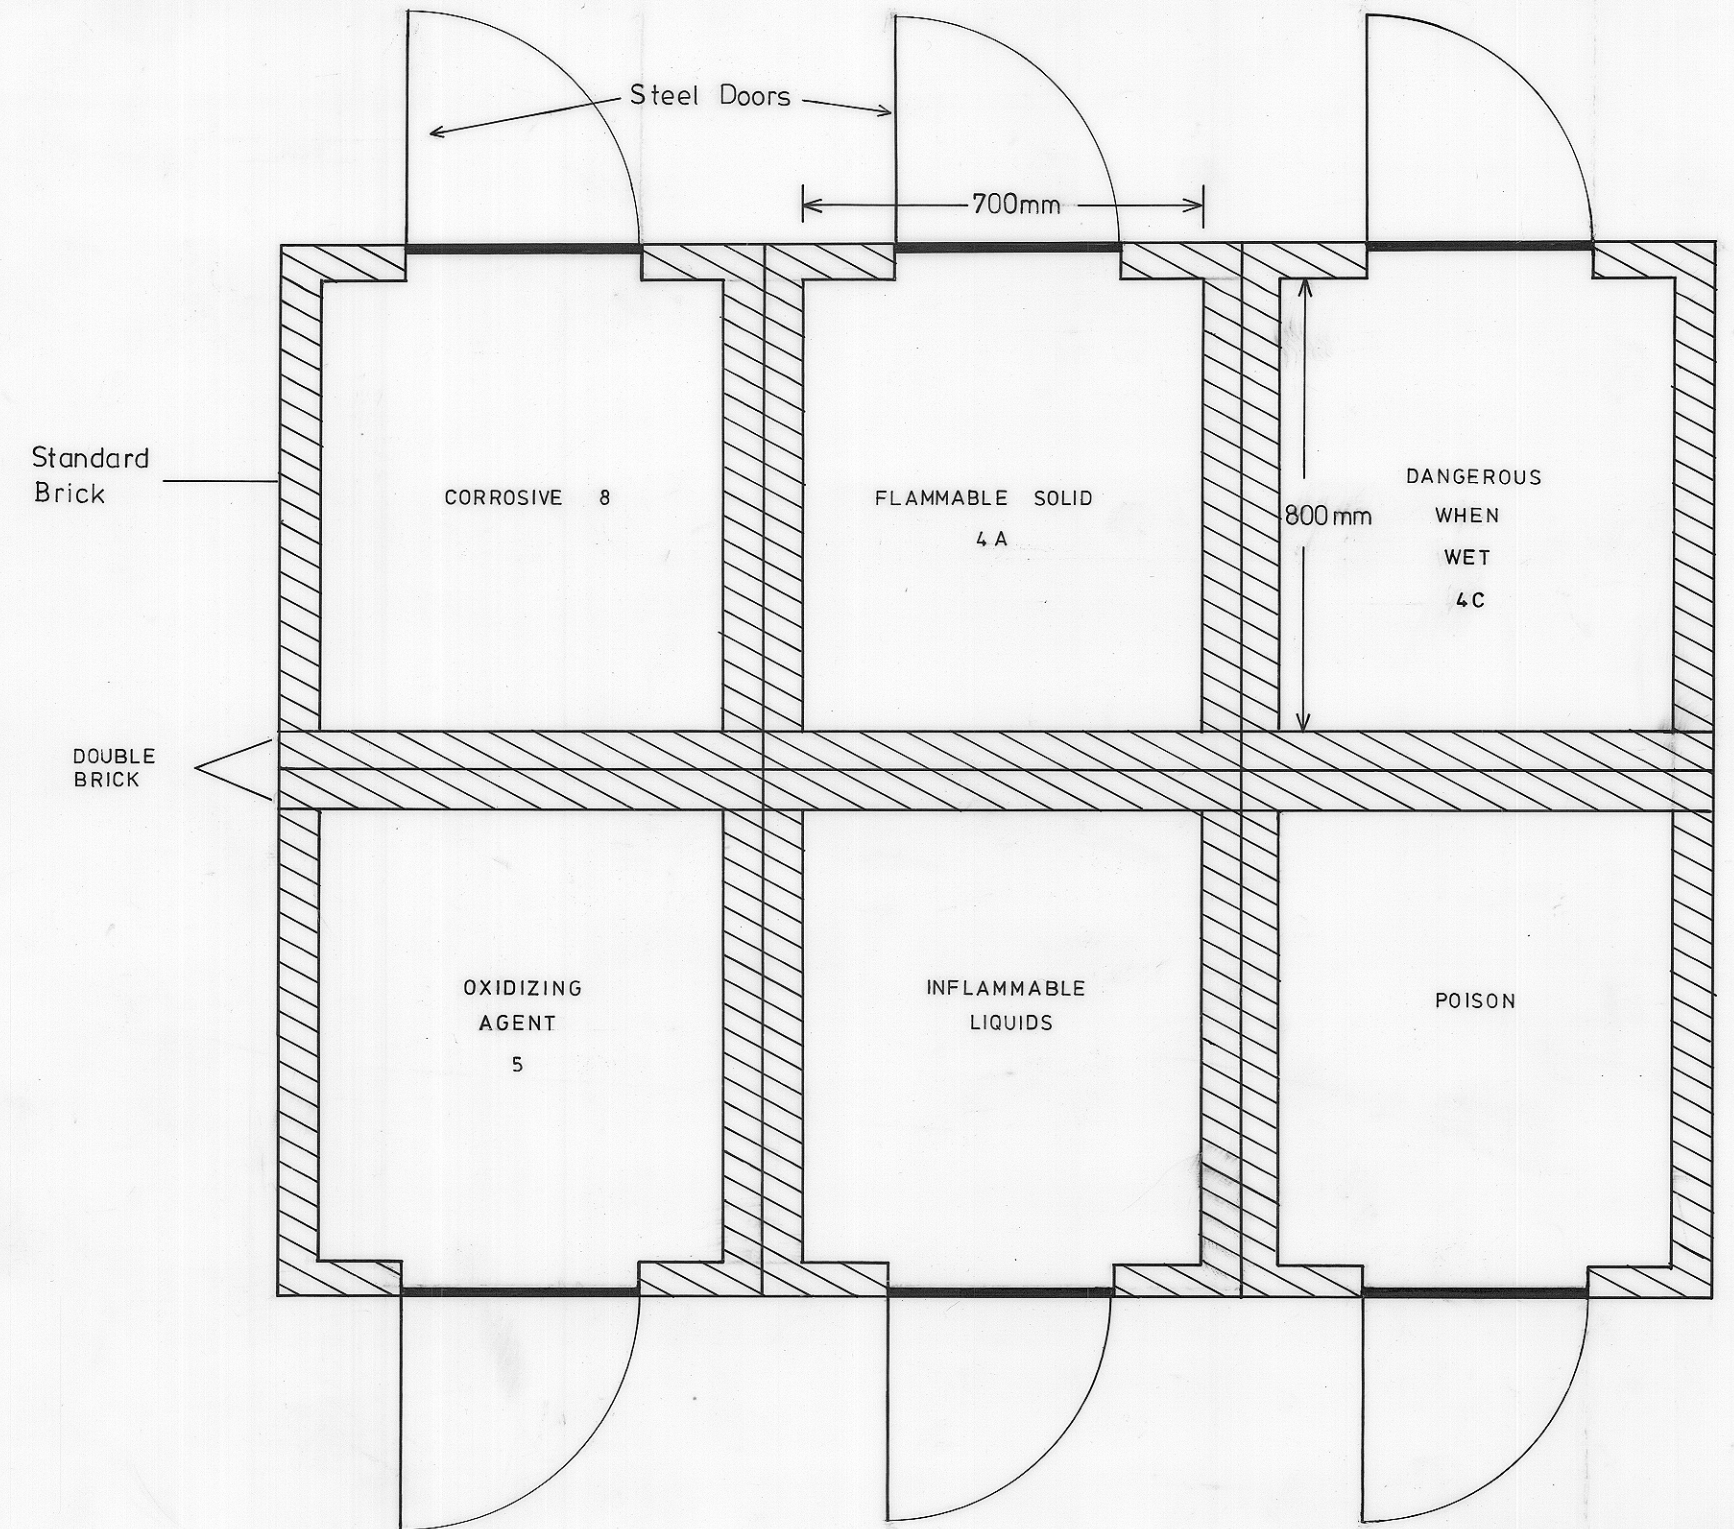 Steel Doors
700mm
Standard
Brick
CORROSIVE 8
FLAMMABLE SOLID
4A
DANGEROUS
WHEN
WET
4C
800mm
DOUBLE
BRICK
OXIDIZING
AGENT
5
INFLAMMABLE
LIQUIDS
POISON